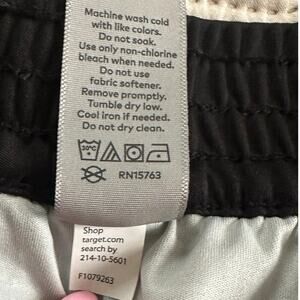 Machine wash cold
with like colors.
Do not soak.
Use only non-chlorine
bleach when needed.
Do not use
fabric softener.
Remove promptly.
Tumble dry low.
Cool iron if needed.
Do not dry clean.
30°C
RN15763
Shop
target.com
search by
214-10-5601
F1079263